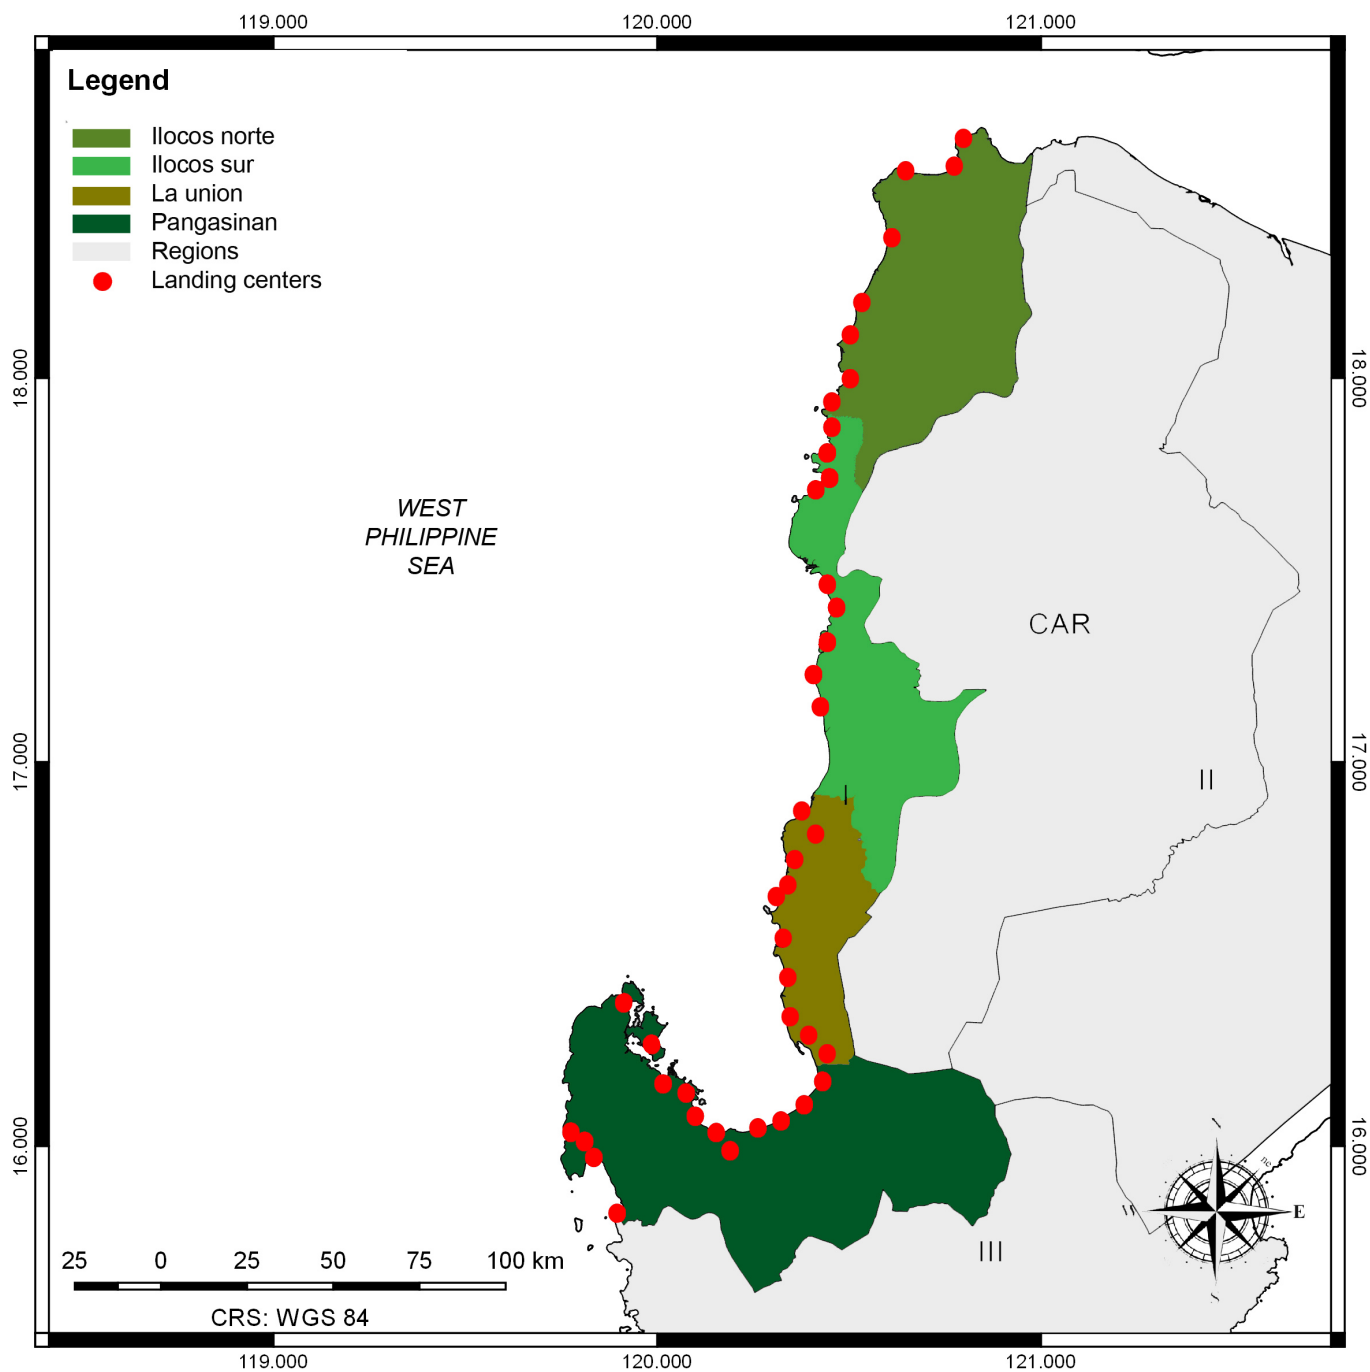 119.000 120.000 121.000
Legend
Ilocos norte
Ilocos sur
La union
Pangasinan
Regions
Landing centers
18.000 18.000
WEST
PHILIPPINE
SEA
CAR
17.000 17.000
II
I
16.000 16.000
E
III
25 0 25 50 75 100 km
CRS: WGS 84
119.000 120.000 121.000